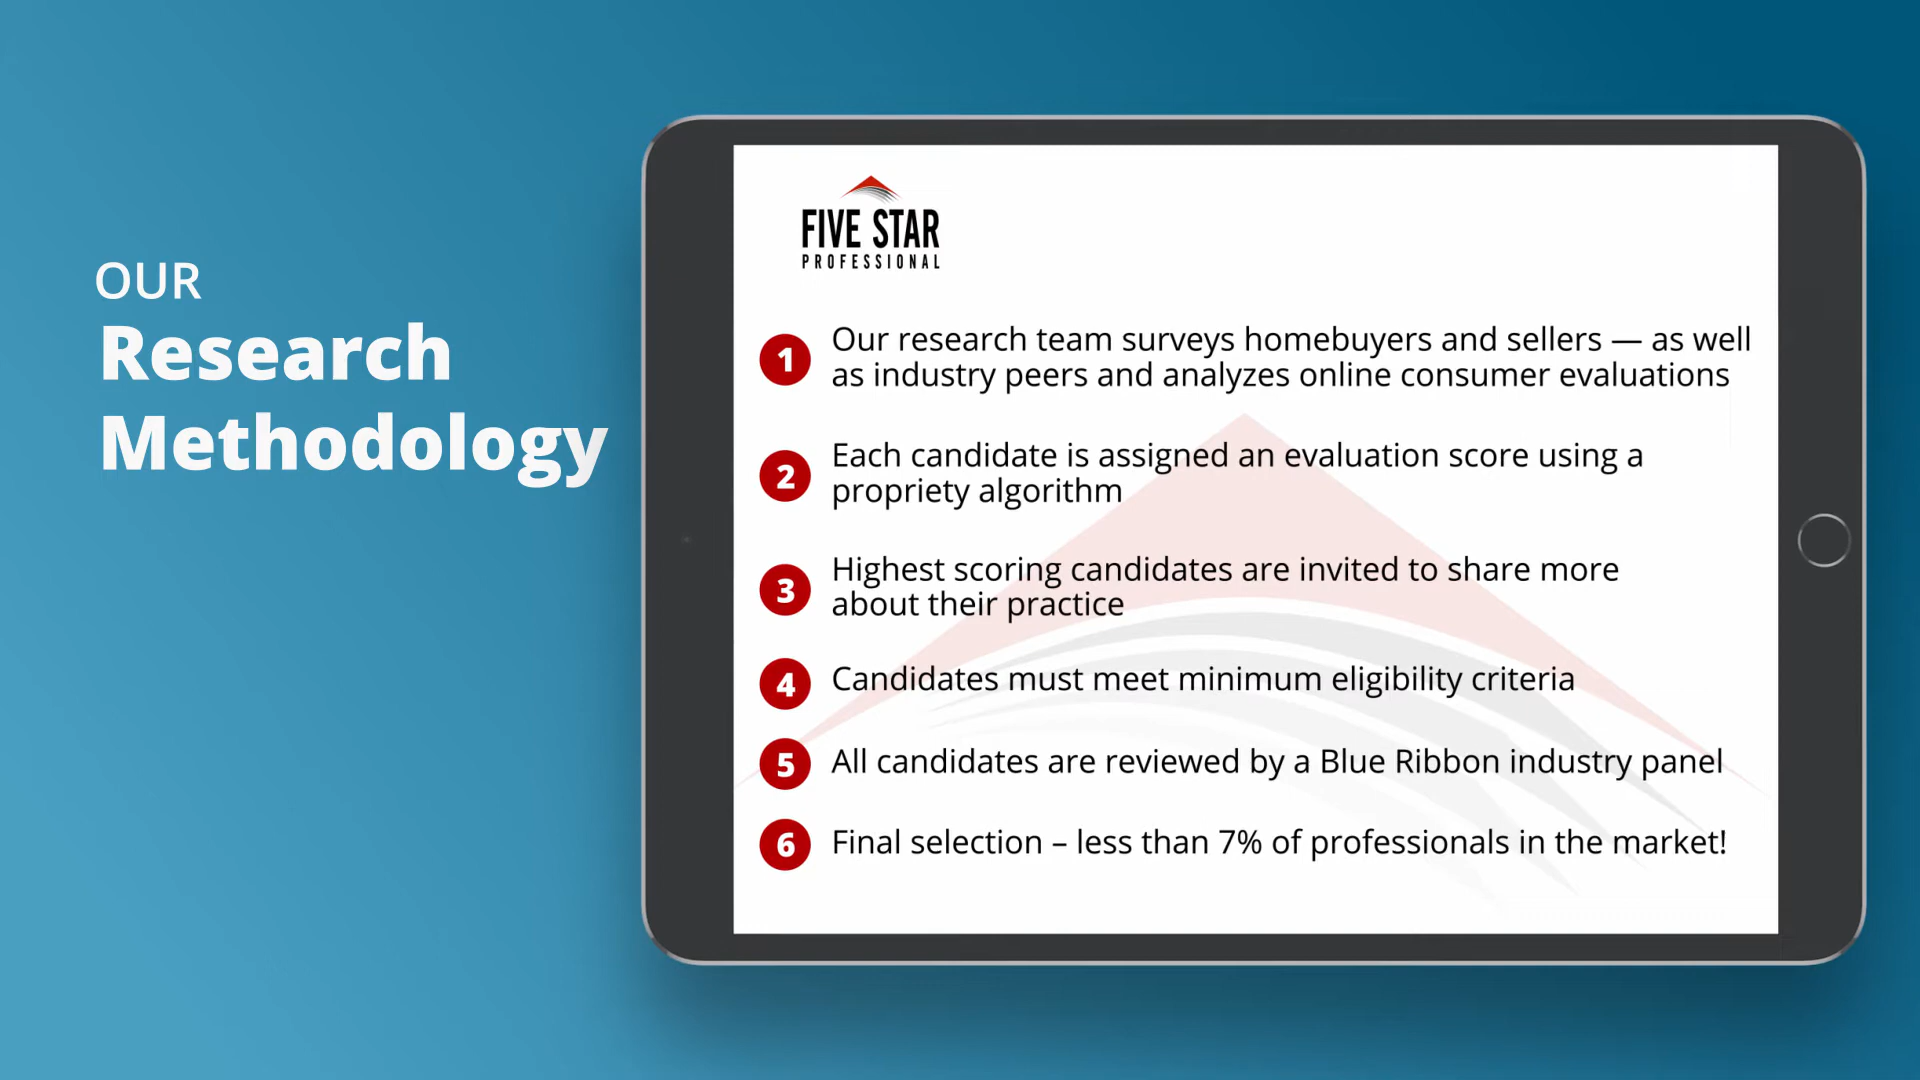 OUR
Research
Methodology
FIVE STAR
PROFESSIONAL
1 Our research team surveys homebuyers and sellers — as well
as industry peers and analyzes online consumer evaluations
2 Each candidate is assigned an evaluation score using a
propriety algorithm
3 Highest scoring candidates are invited to share more
about their practice
4 Candidates must meet minimum eligibility criteria
5 All candidates are reviewed by a Blue Ribbon industry panel
6 Final selection – less than 7% of professionals in the market!